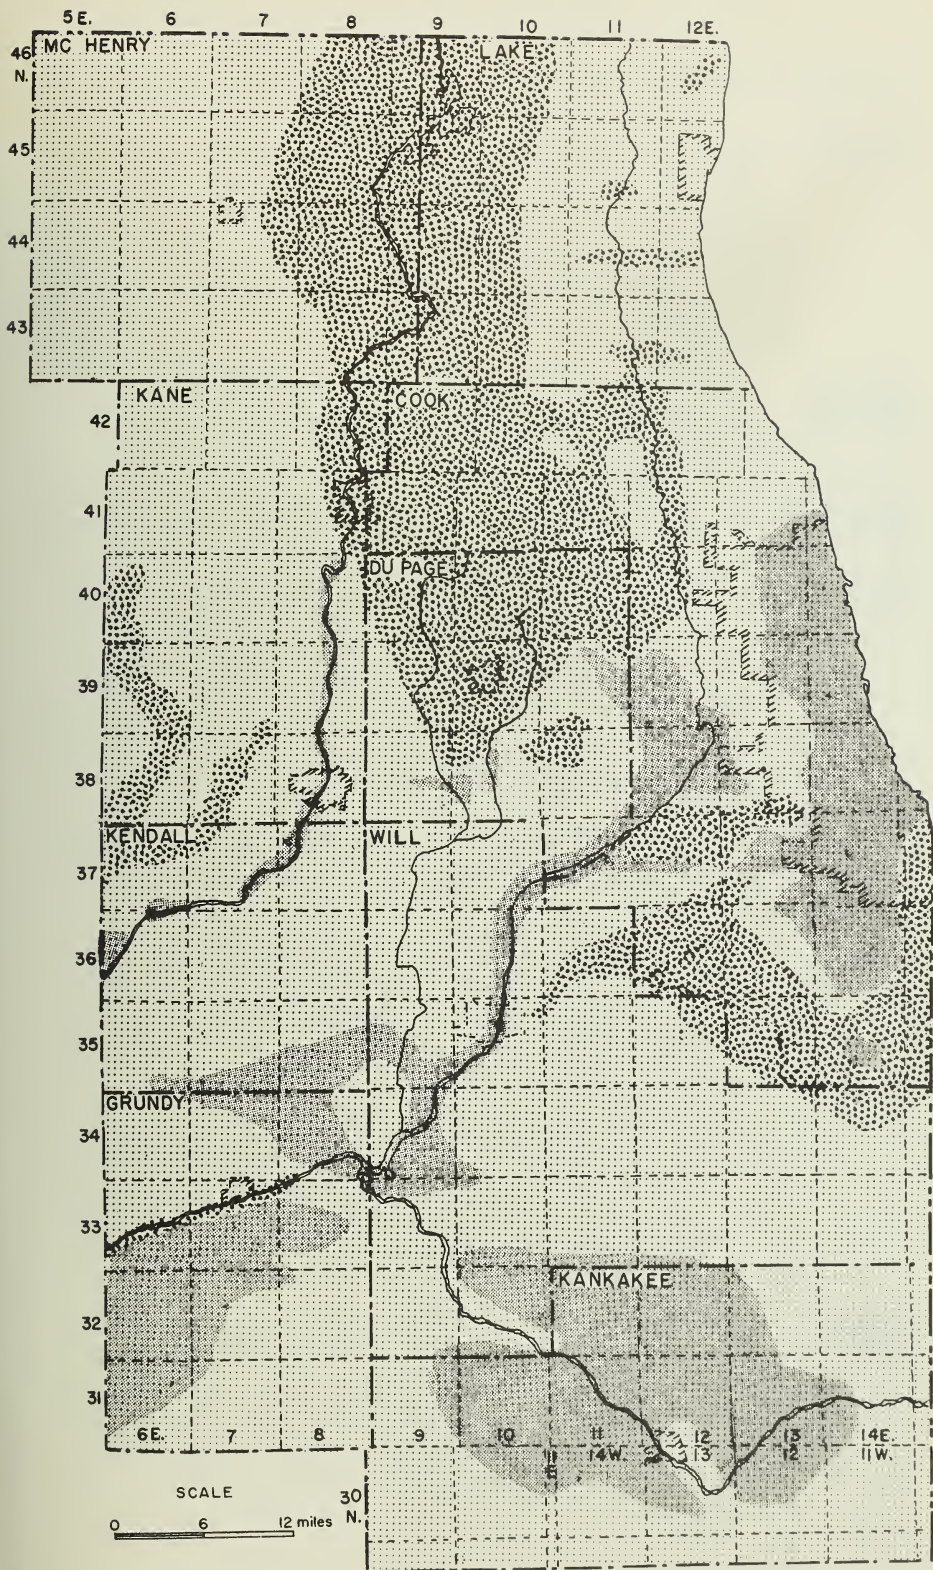 5 E. 6 7 8 9 10 11 12E.
MC HENRY LAKE
46
N.
45
44
43
KANE COOK
42
41
DU PAGE
40
39
38
KENDALL WILL
37
36
35
GRUNDY
34
33
KANKAKEE
32
31
6E. 7 8 9 10 11 12 13 14E.
11 14W. 13 12 11W.
SCALE
0 6 12 miles
30
N.